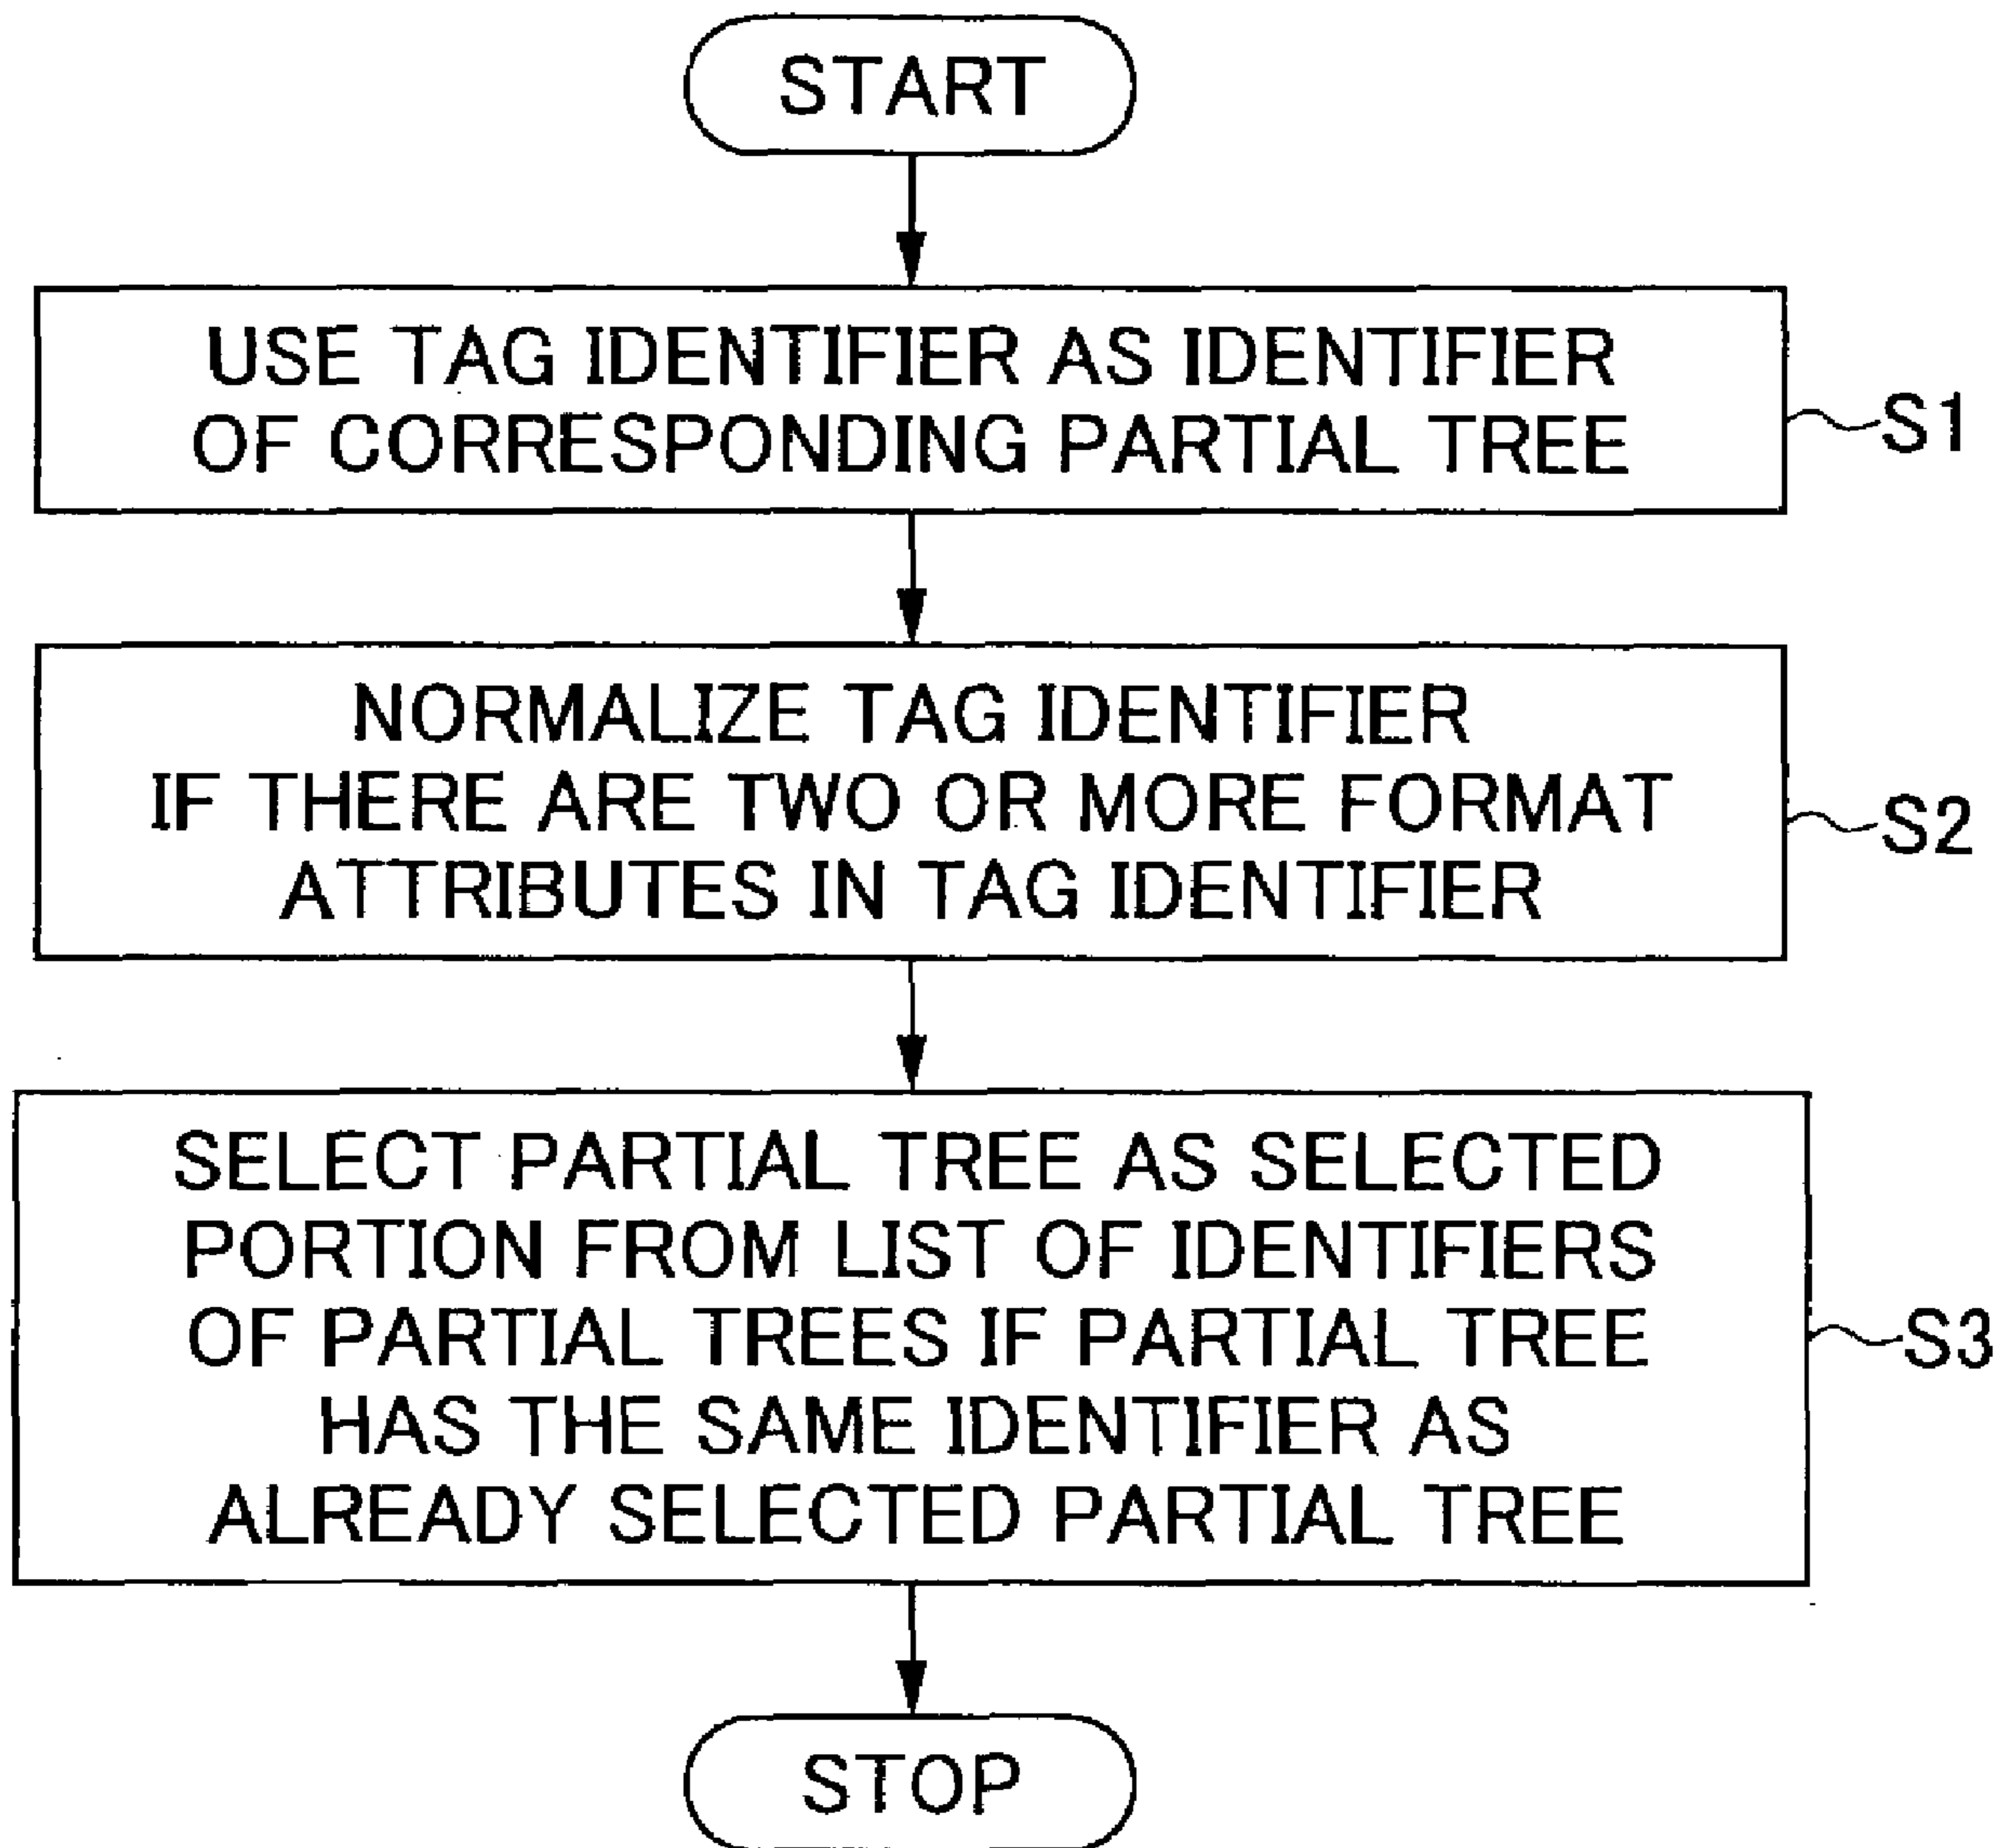 START
USE TAG IDENTIFIER AS IDENTIFIER
OF CORRESPONDING PARTIAL TREE
S1
NORMALIZE TAG IDENTIFIER
IF THERE ARE TWO OR MORE FORMAT
ATTRIBUTES IN TAG IDENTIFIER
S2
SELECT PARTIAL TREE AS SELECTED
PORTION FROM LIST OF IDENTIFIERS
OF PARTIAL TREES IF PARTIAL TREE
HAS THE SAME IDENTIFIER AS
ALREADY SELECTED PARTIAL TREE
S3
STOP